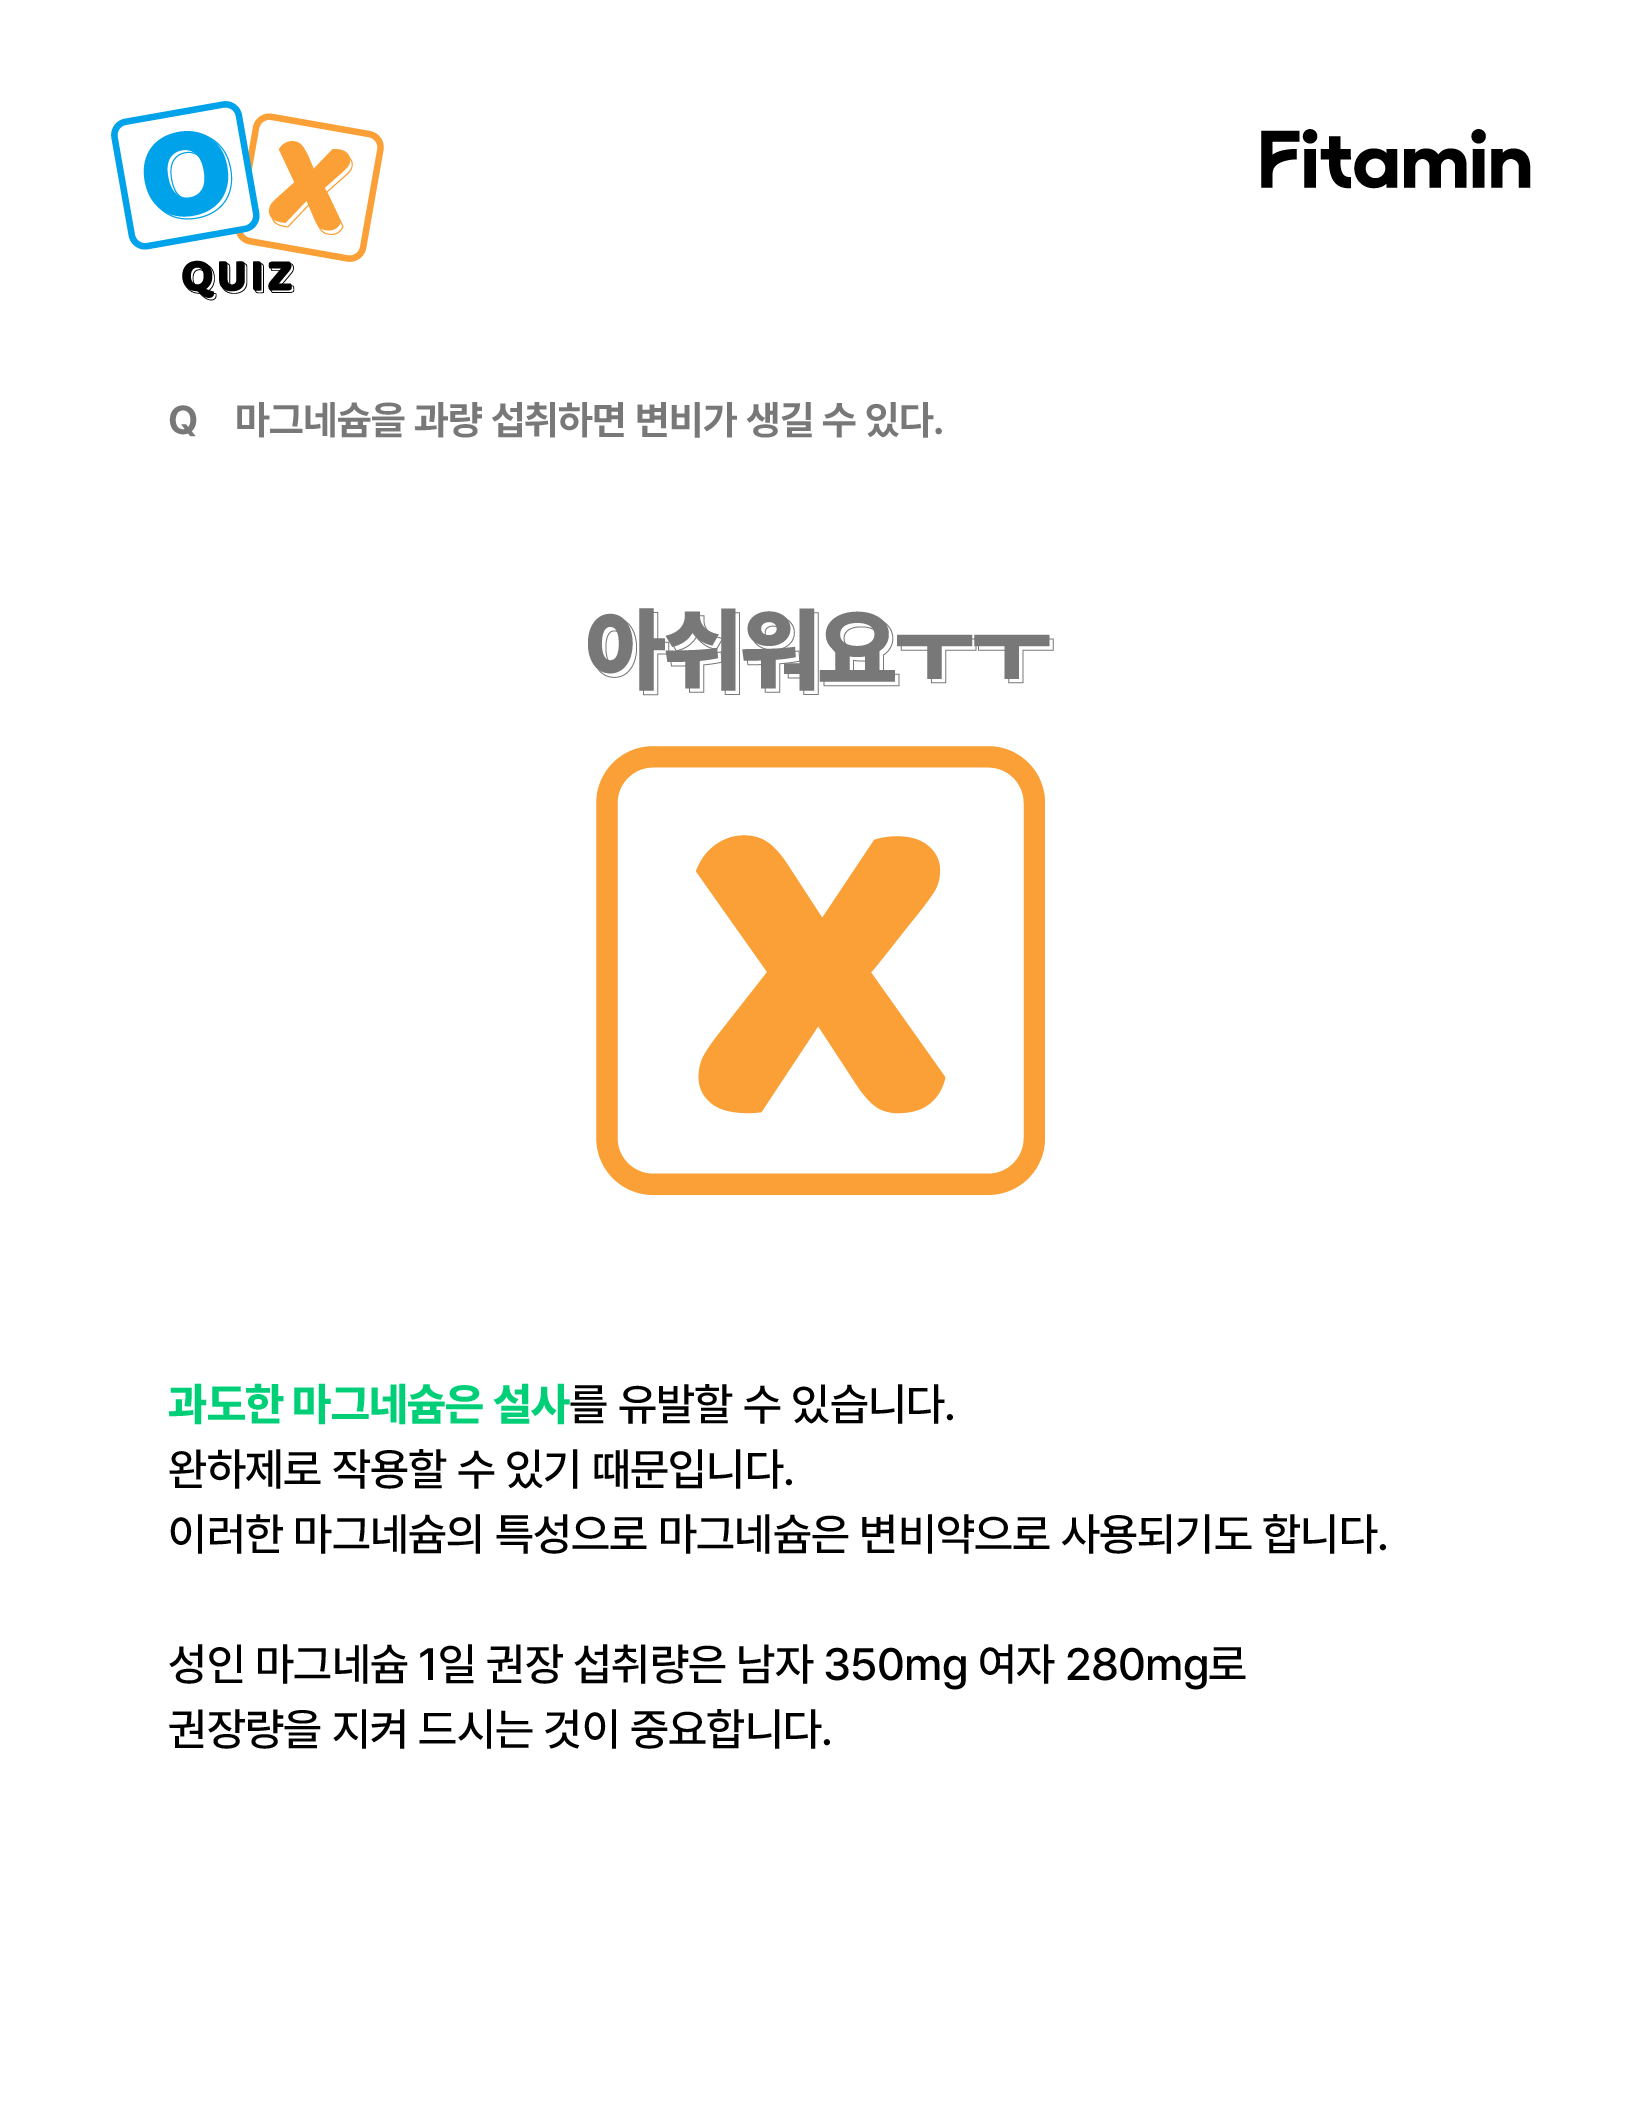 O X
QUIZ
Fitamin
Q 마그네슘을 과량 섭취하면 변비가 생길 수 있다.
아쉬워요ㅜㅜ
X
과도한 마그네슘은 설사를 유발할 수 있습니다.
완하제로 작용할 수 있기 때문입니다.
이러한 마그네슘의 특성으로 마그네슘은 변비약으로 사용되기도 합니다.
성인 마그네슘 1일 권장 섭취량은 남자 350mg 여자 280mg로
권장량을 지켜 드시는 것이 중요합니다.